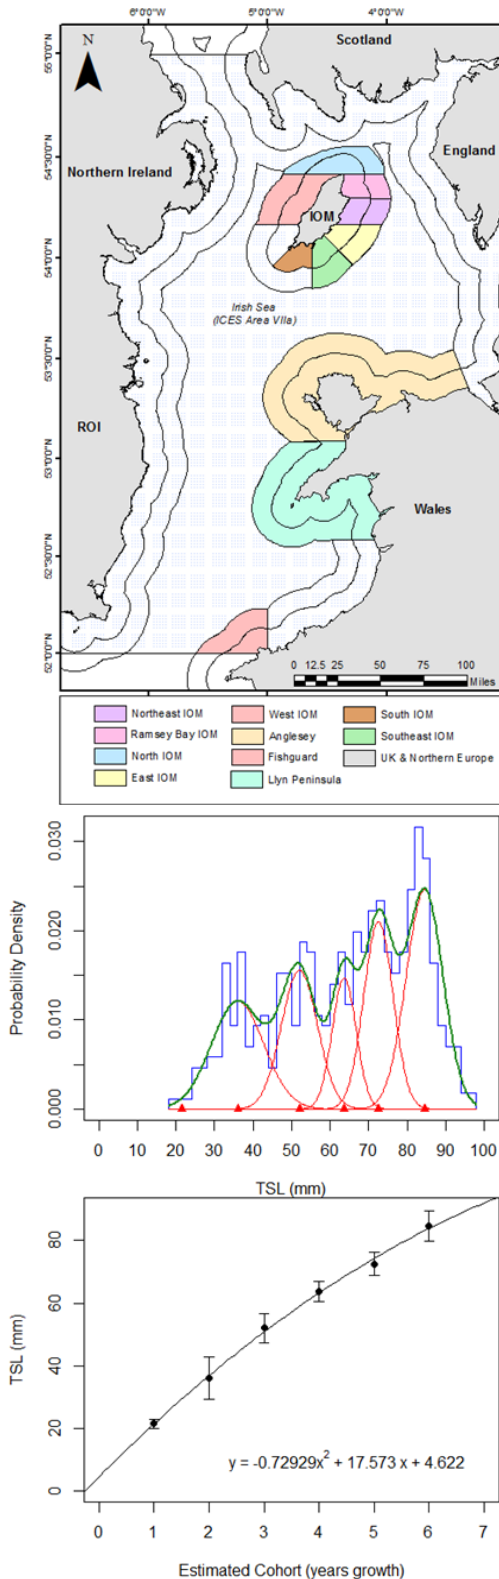 6°0'0"W 5°0'0"W 4°0'0"W
Scotland
N
55°0'0"N
England
54°30'0"N
Northern Ireland
IOM
54°0'0"N
Irish Sea
(ICES Area VIIa)
53°30'0"N
ROI
53°0'0"N
Wales
52°30'0"N
52°0'0"N
0 12.5 25 50 75 100
Miles
Northeast IOM West IOM South IOM
Ramsey Bay IOM Anglesey Southeast IOM
North IOM Fishguard UK & Northern Europe
East IOM Llyn Peninsula
0.030
0.020
Probability Density
0.010
0.000
0 10 20 30 40 50 60 70 80 90 100
TSL (mm)
80
60
TSL (mm)
40
20
y = -0.72929x² + 17.573 x + 4.622
0
0 1 2 3 4 5 6 7
Estimated Cohort (years growth)